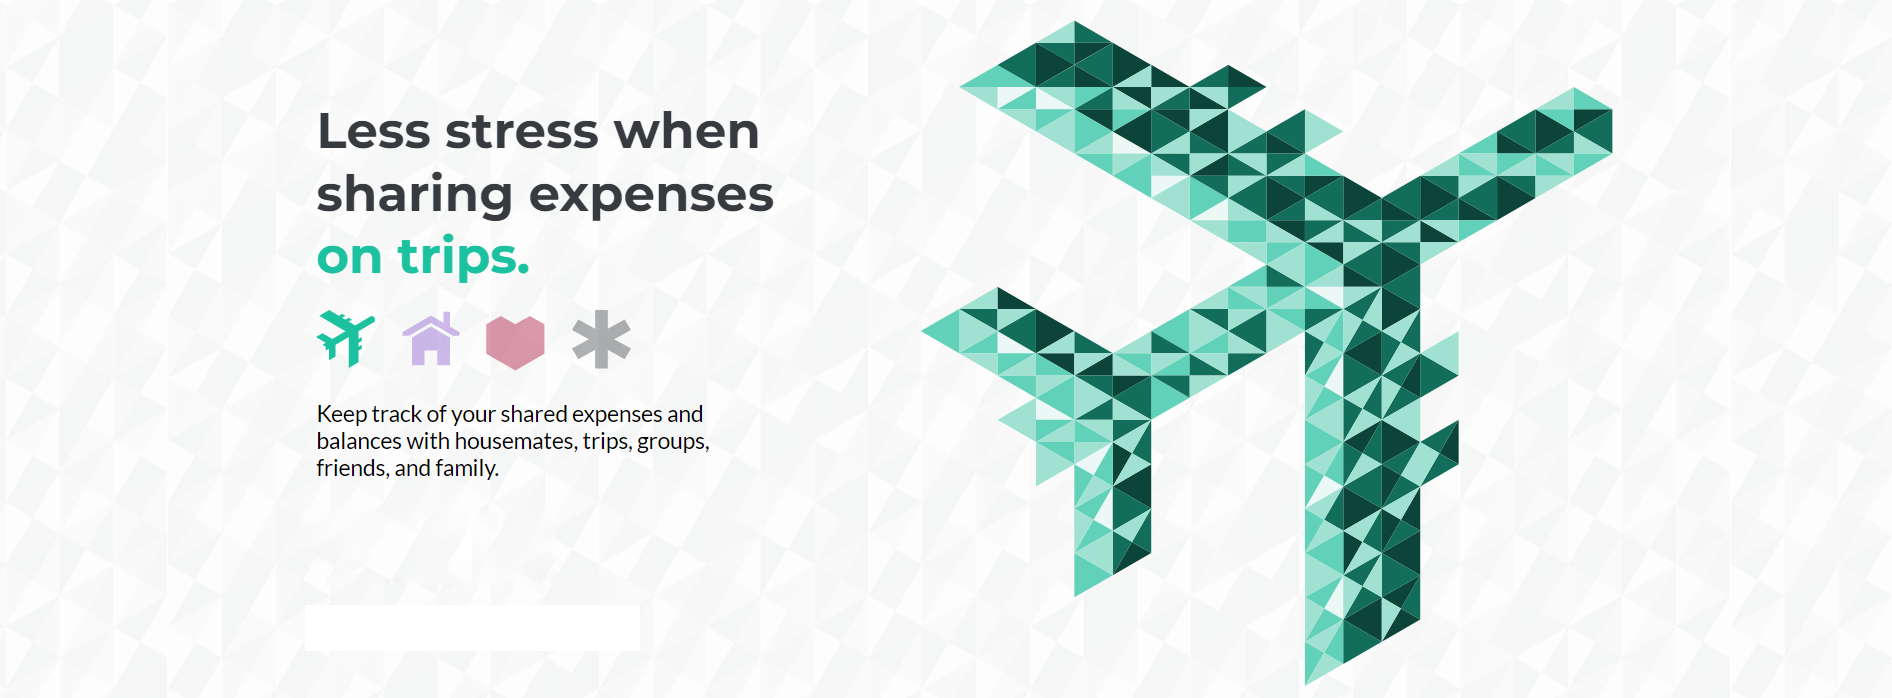 Less stress when
sharing expenses
on trips.
Keep track of your shared expenses and
balances with housemates, trips, groups,
friends, and family.